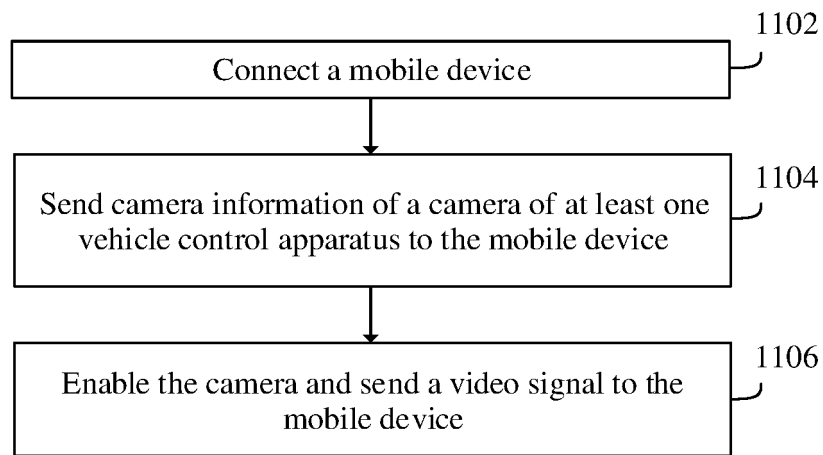 1102
Connect a mobile device
1104
Send camera information of a camera of at least one
vehicle control apparatus to the mobile device
1106
Enable the camera and send a video signal to the
mobile device